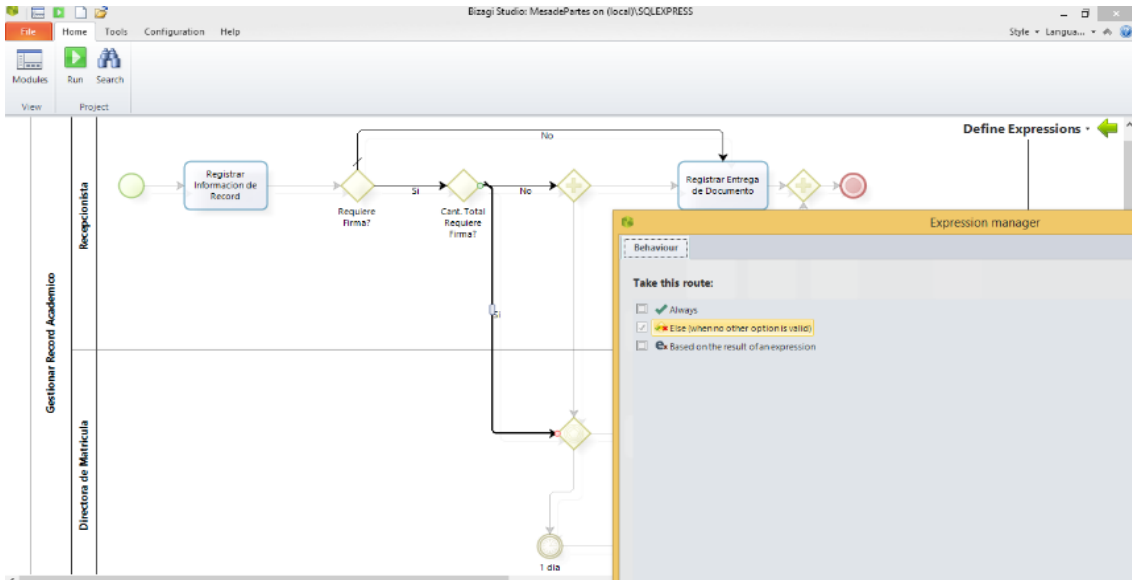 Bizagi Studio: MesadePartes on (local)\SQLEXPRESS
File Home Tools Configuration Help
Style Langua...
Modules Run Search
View Project
Define Expressions
Gestionar Record Academico
Recepcionista
Directora de Matricula
Registrar
Informacion de
Record
Requiere
Firma?
No
Si
Cant. Total
Requiere
Firma?
No
Si
Registrar Entrega
de Documento
1 dia
Expression manager
Behaviour
Take this route:
Always
Else (when no other option is valid)
Based on the result of an expression